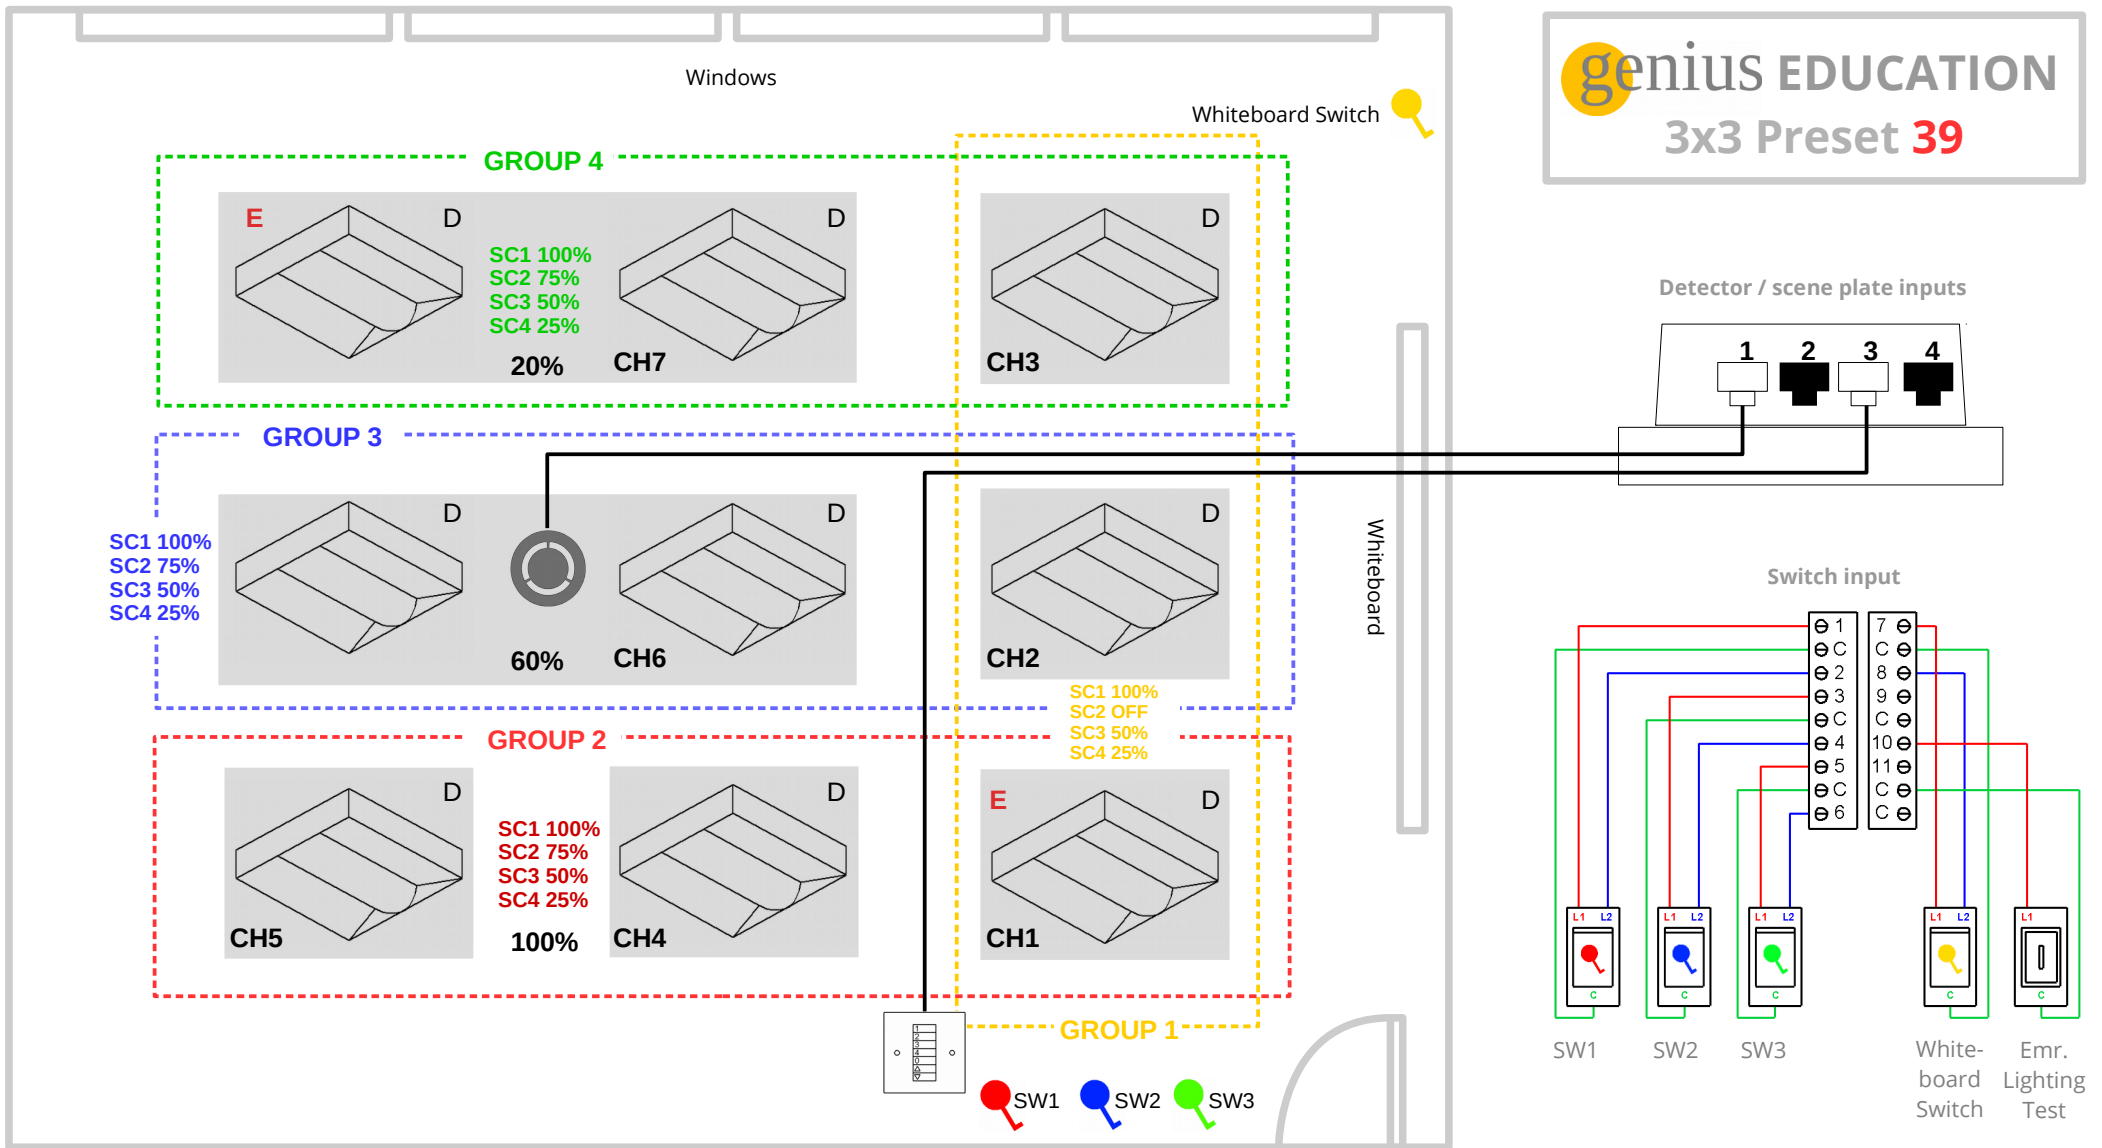 Windows
Whiteboard Switch
genius EDUCATION
3x3 Preset 39
GROUP 4
E
D
SC1 100%
SC2 75%
SC3 50%
SC4 25%
20%
CH7
D
CH3
D
GROUP 3
SC1 100%
SC2 75%
SC3 50%
SC4 25%
D
60%
CH6
D
CH2
D
Whiteboard
SC1 100%
SC2 OFF
SC3 50%
SC4 25%
GROUP 2
CH5
D
SC1 100%
SC2 75%
SC3 50%
SC4 25%
100%
CH4
D
E
CH1
D
GROUP 1
1
2
3
4
0
SW1
SW2
SW3
Detector / scene plate inputs
1 2 3 4
Switch input
1 7
C C
2 8
3 9
C C
4 10
5 11
C C
6 C
L1 L2
C
L1 L2
C
L1 L2
C
L1 L2
C
L1
C
SW1
SW2
SW3
White-
board
Switch
Emr.
Lighting
Test